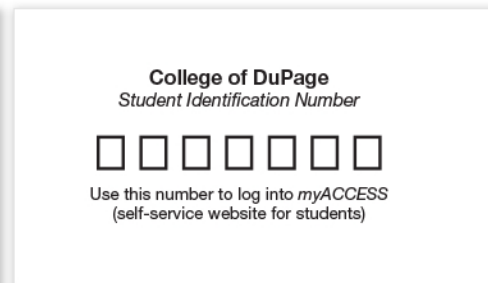 College of DuPage
Student Identification Number
Use this number to log into myACCESS
(self-service website for students)